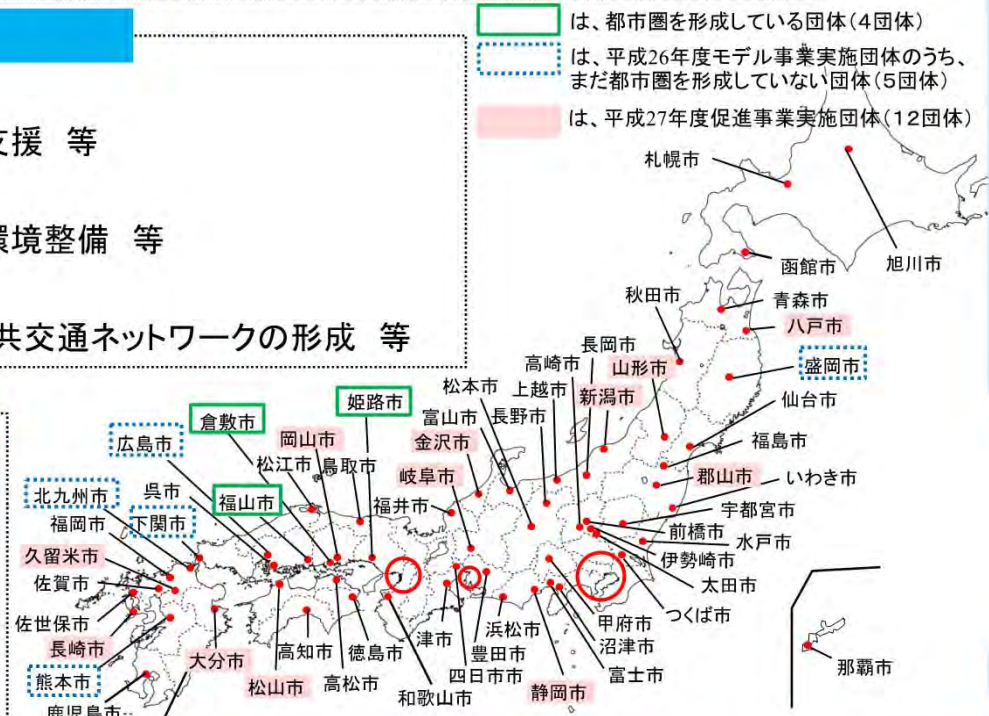 は、都市圏を形成している団体(4団体)
は、平成26年度モデル事業実施団体のうち、
まだ都市圏を形成していない団体(5団体)
は、平成27年度促進事業実施団体(12団体)
支援 等
環境整備 等
共交通ネットワークの形成 等
札幌市
旭川市
函館市
秋田市
青森市
八戸市
盛岡市
仙台市
福島市
郡山市
いわき市
宇都宮市
前橋市
水戸市
伊勢崎市
太田市
つくば市
長岡市
高崎市
山形市
上越市
新潟市
松本市
長野市
富山市
金沢市
岐阜市
福井市
姫路市
倉敷市
岡山市
松江市
鳥取市
広島市
福山市
呉市
北九州市
下関市
福岡市
久留米市
佐賀市
佐世保市
長崎市
熊本市
鹿児島市
大分市
松山市
高知市
高松市
徳島市
和歌山市
津市
四日市市
豊田市
浜松市
静岡市
甲府市
沼津市
富士市
那覇市